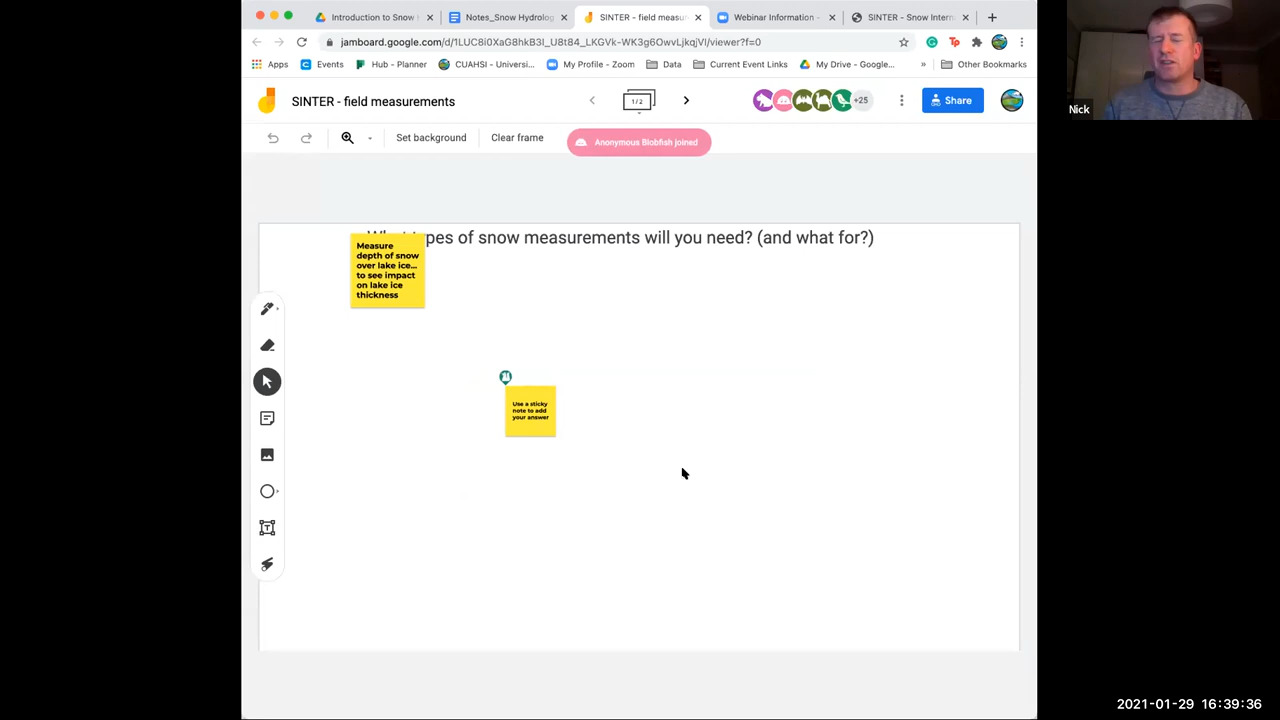 Introduction to Snow
Notes_Snow Hydrolog
SINTER - field measur
Webinar Information -
SINTER - Snow Intern
jamboard.google.com/d/1LUC8i0XaG8hkB3I_U8t84_LKGVk-WK3g6OwvLjkqjVI/viewer?f=0
Apps
Events
Hub - Planner
CUAHSI - Universi...
My Profile - Zoom
Data
Current Event Links
My Drive - Google...
»
Other Bookmarks
SINTER - field measurements
1/2
+25
Share
Nick
Set background
Clear frame
Anonymous Blobfish joined
What types of snow measurements will you need? (and what for?)
Measure
depth of snow
over lake ice...
to see impact
on lake ice
thickness
Use a sticky
note to add
your answer
2021-01-29 16:39:36